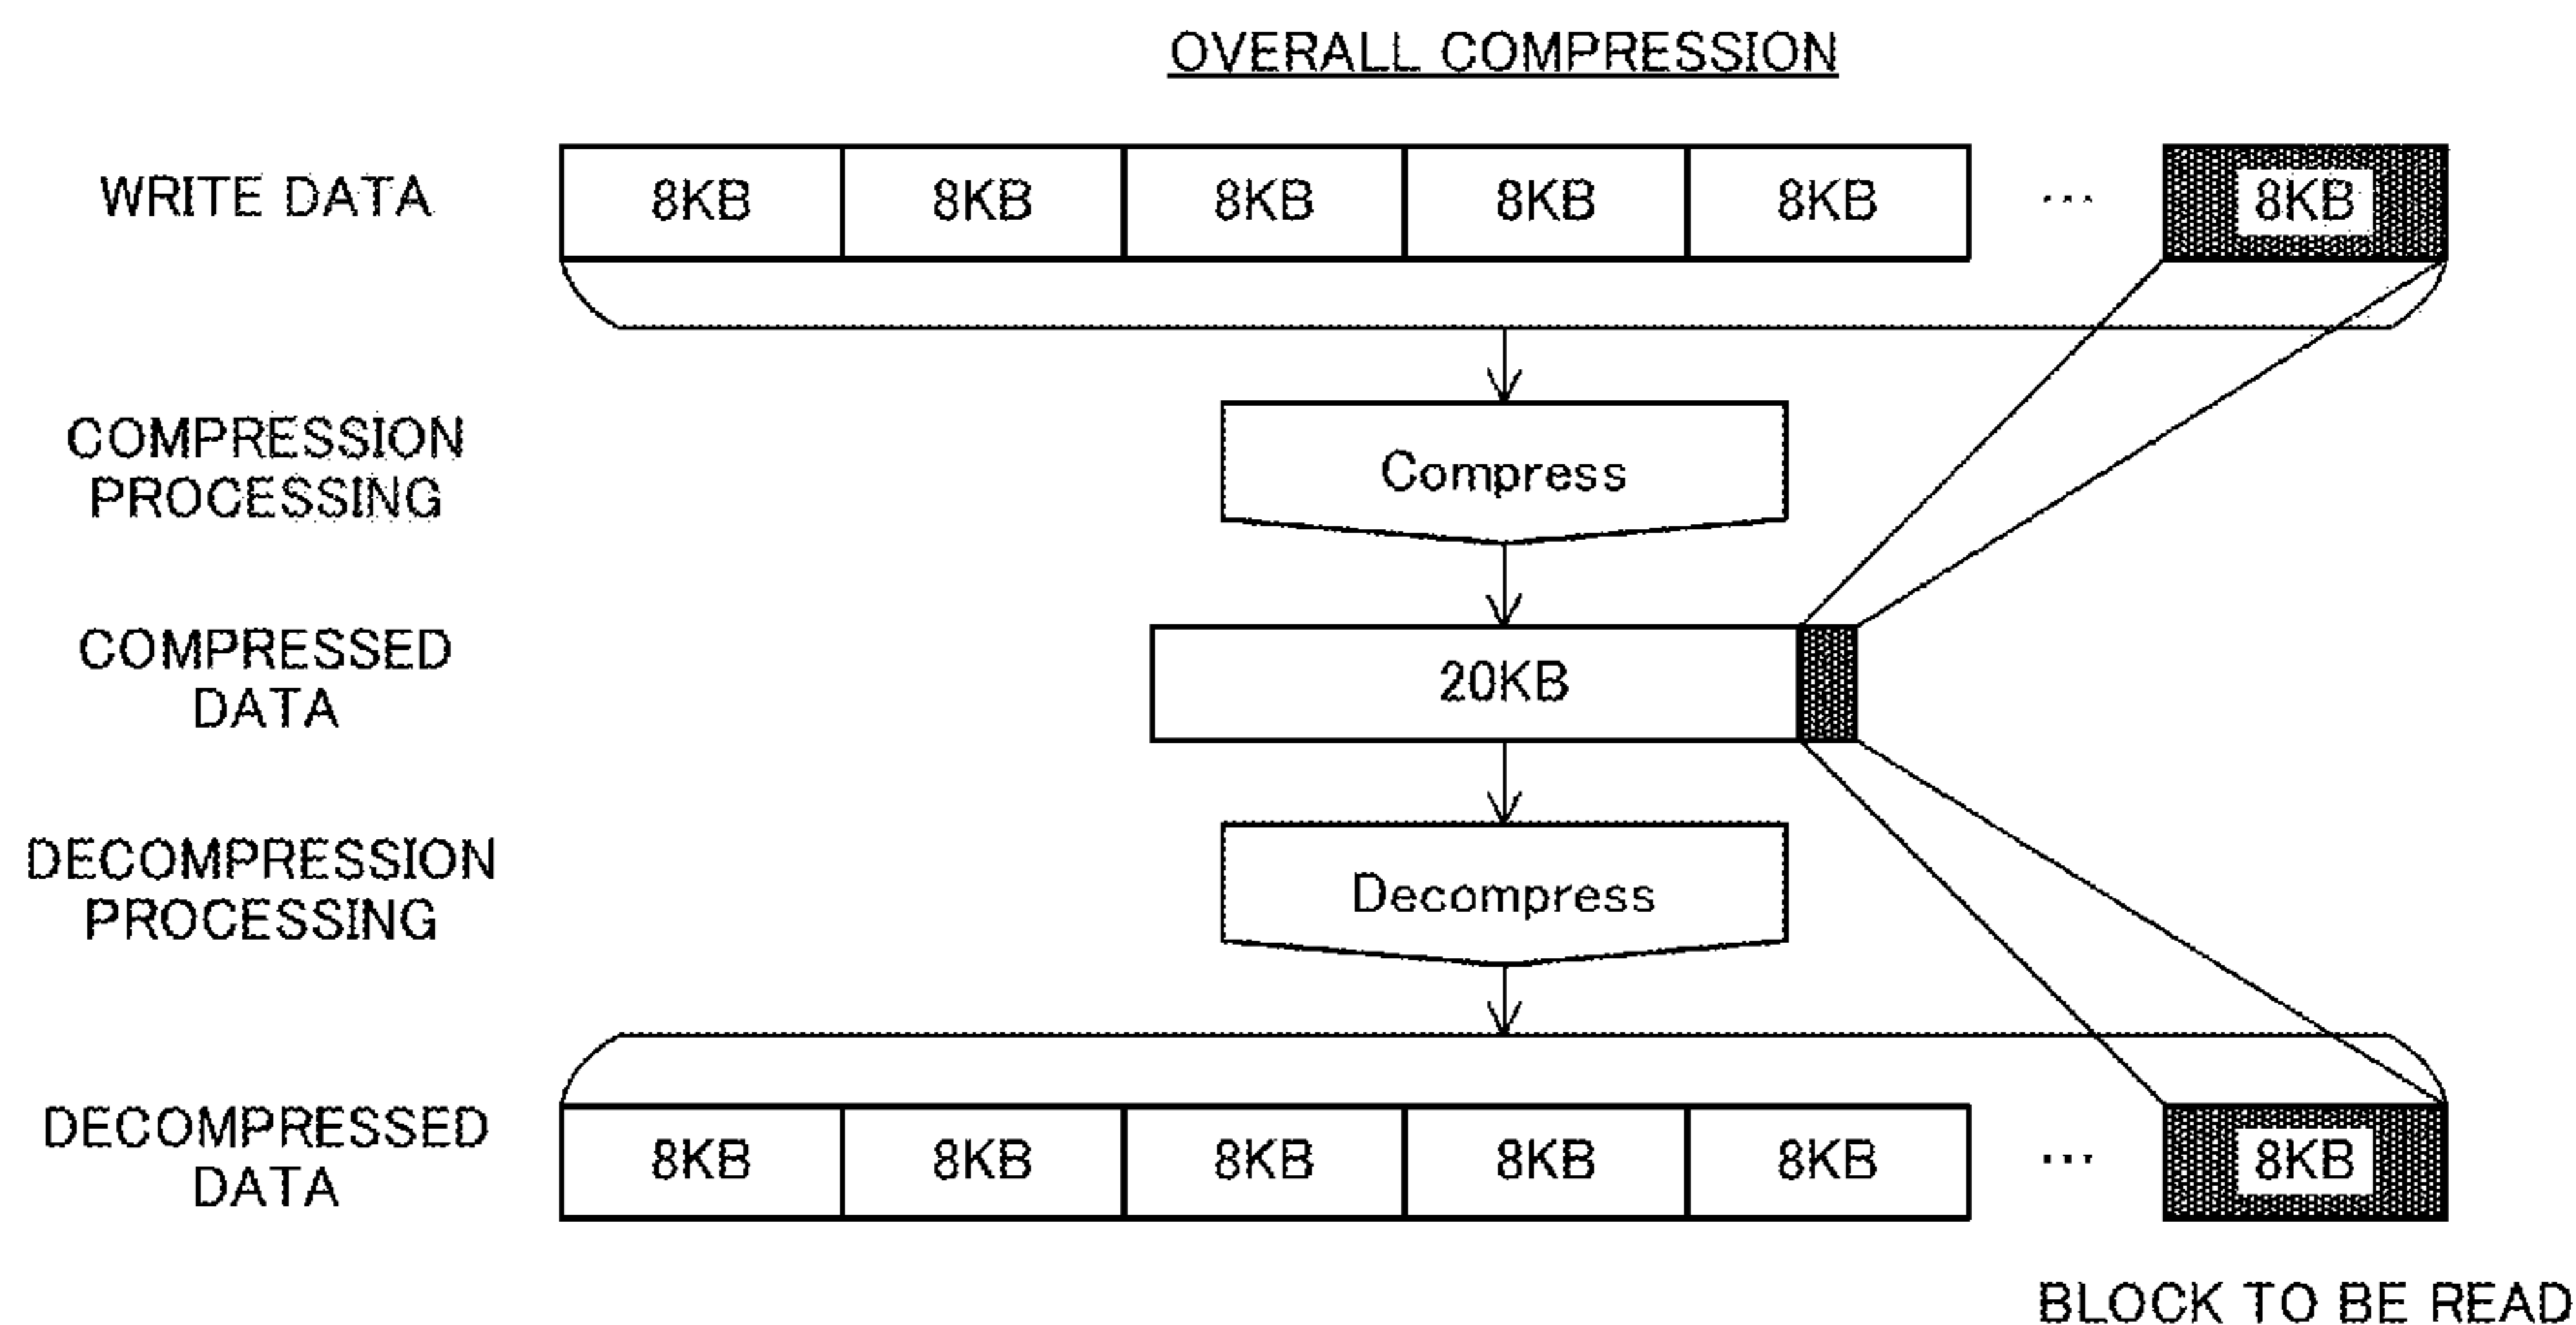 OVERALL COMPRESSION
WRITE DATA
8KB 8KB 8KB 8KB 8KB ... 8KB
COMPRESSION
PROCESSING
Compress
COMPRESSED
DATA
20KB
DECOMPRESSION
PROCESSING
Decompress
DECOMPRESSED
DATA
8KB 8KB 8KB 8KB 8KB ... 8KB
BLOCK TO BE READ